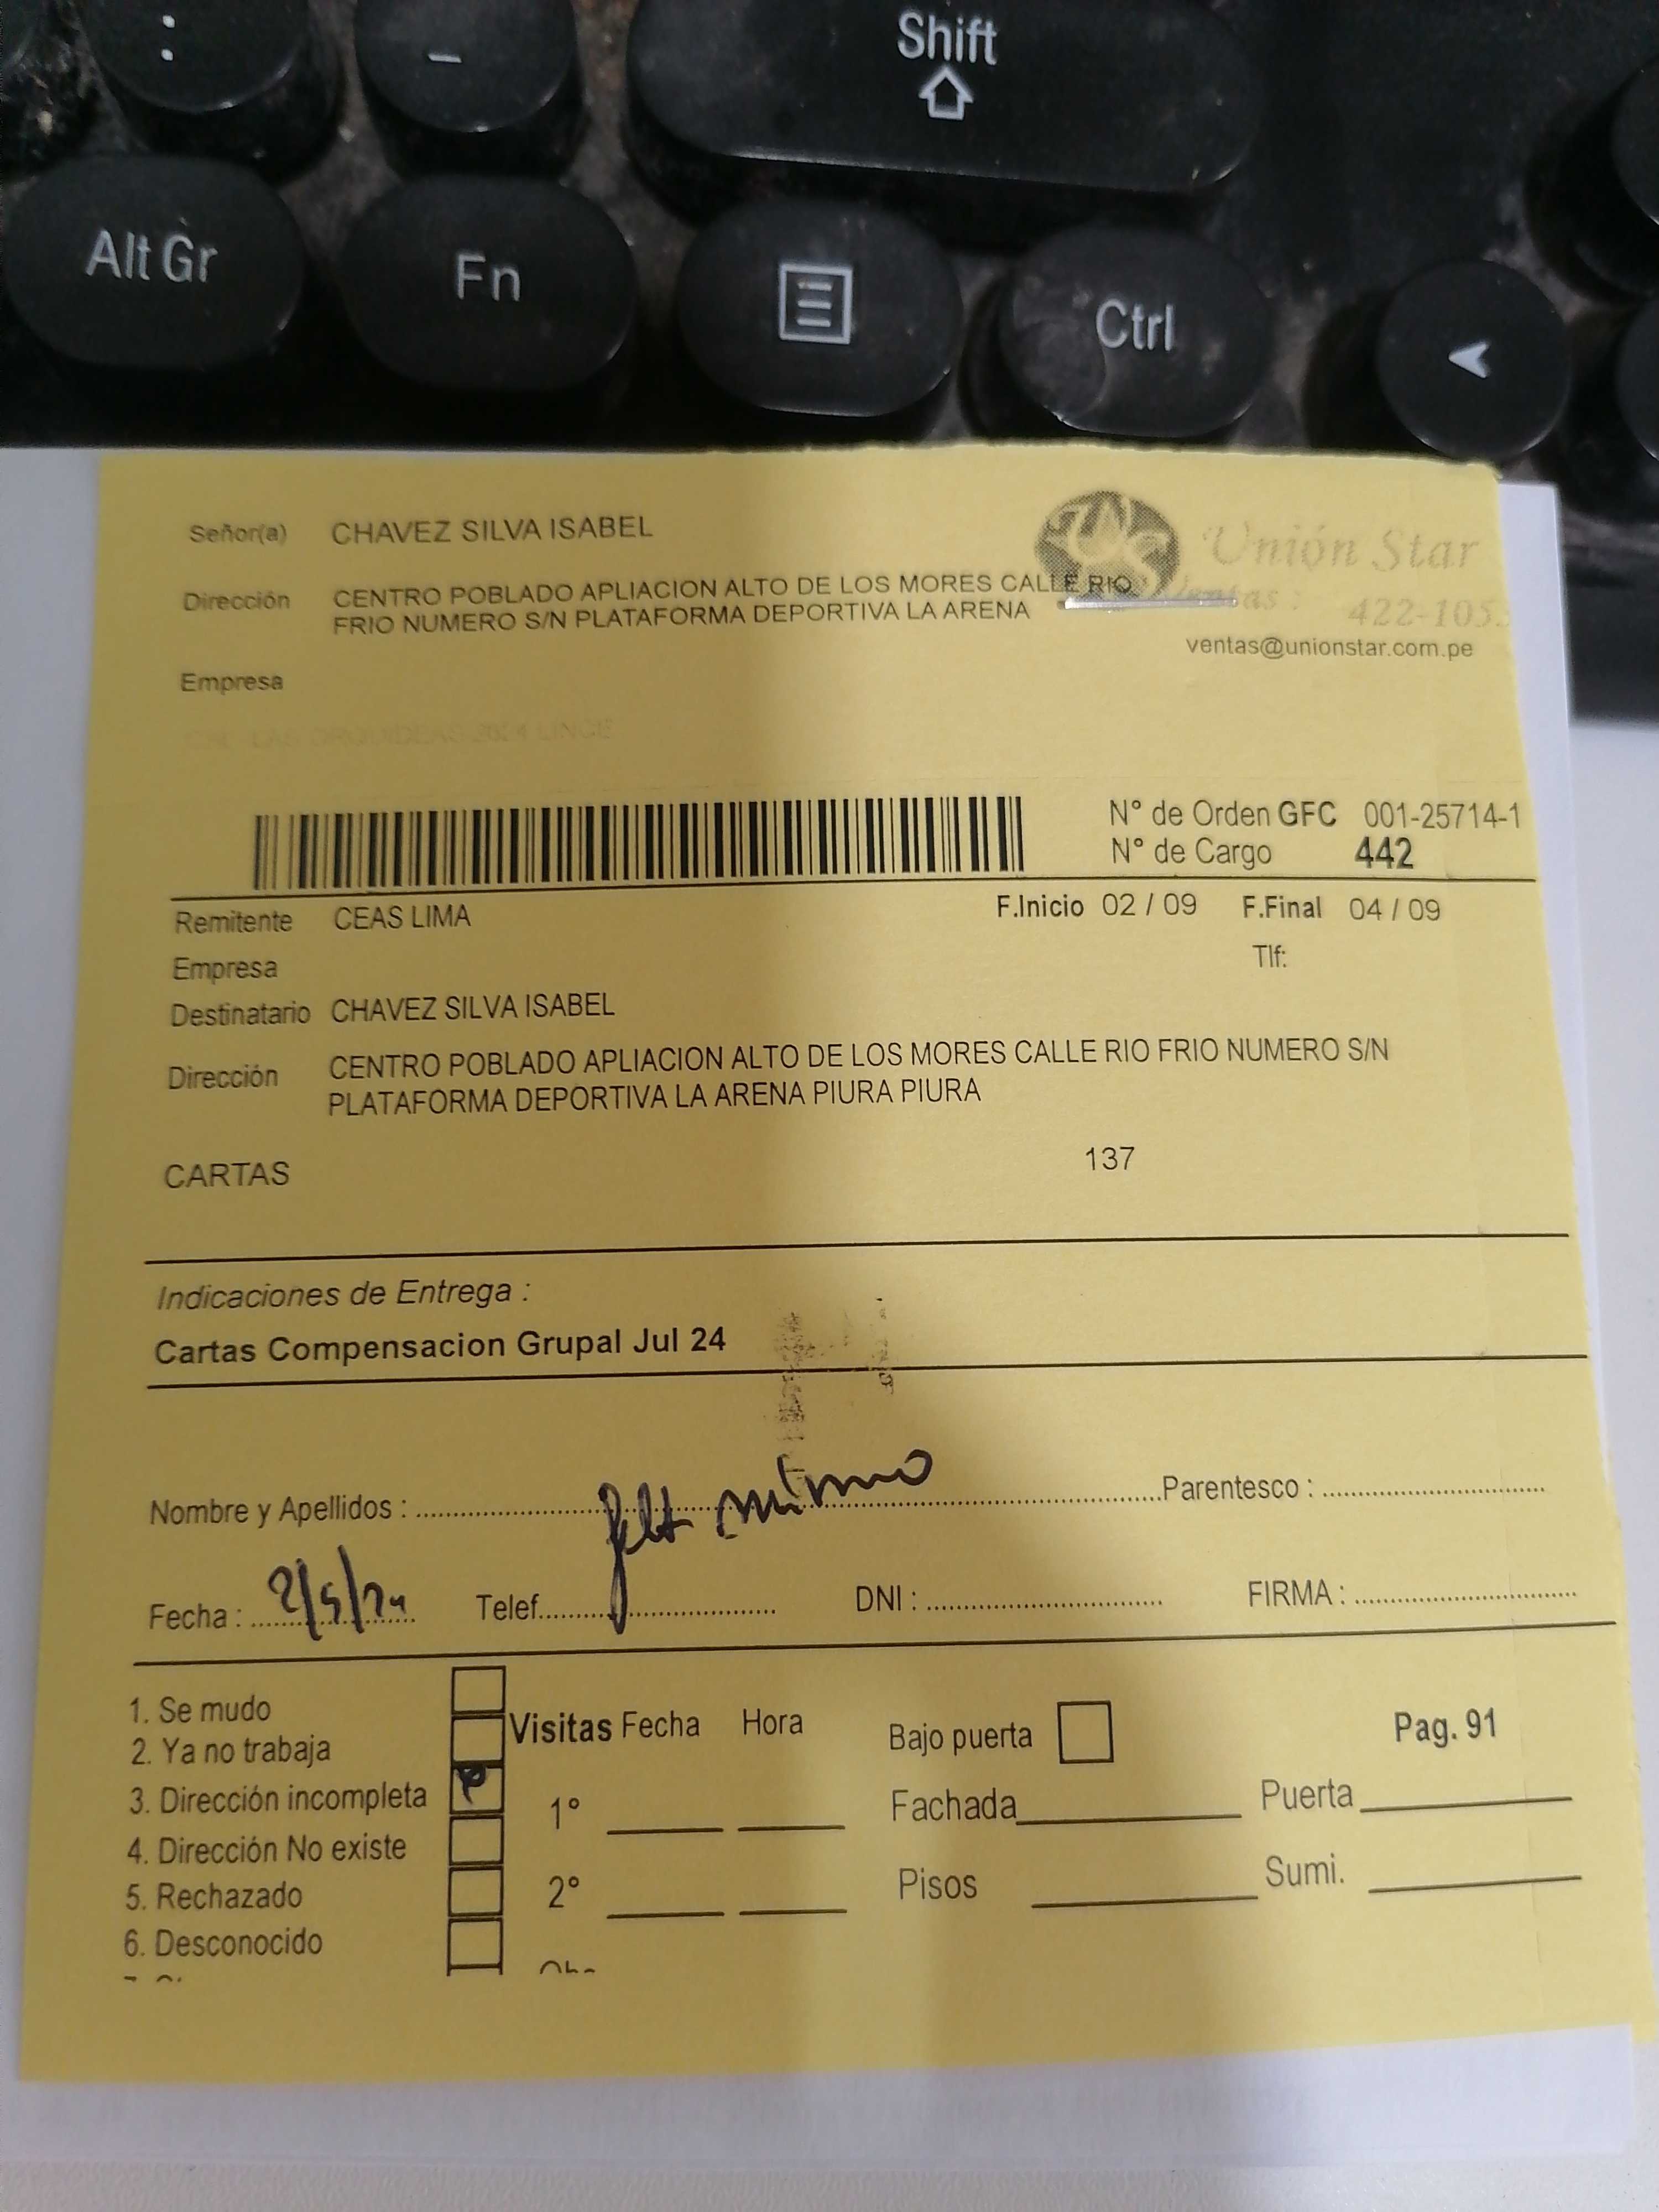 :
-
Shift
Alt Gr
Fn
Ctrl
Señor(a) CHAVEZ SILVA ISABEL
Unión Star
Dirección CENTRO POBLADO APLIACION ALTO DE LOS MORES CALLE RIO
FRIO NUMERO S/N PLATAFORMA DEPORTIVA LA ARENA
Ventas : 422-105
ventas@unionstar.com.pe
Empresa
N° de Orden GFC 001-25714-1
N° de Cargo 442
Remitente CEAS LIMA F.Inicio 02 / 09 F.Final 04 / 09
Empresa Tlf:
Destinatario CHAVEZ SILVA ISABEL
Dirección CENTRO POBLADO APLIACION ALTO DE LOS MORES CALLE RIO FRIO NUMERO S/N
PLATAFORMA DEPORTIVA LA ARENA PIURA PIURA
CARTAS 137
Indicaciones de Entrega :
Cartas Compensacion Grupal Jul 24
Nombre y Apellidos : Parentesco :
Fecha : Telef. DNI : FIRMA :
1. Se mudo
2. Ya no trabaja
3. Dirección incompleta
4. Dirección No existe
5. Rechazado
6. Desconocido
Visitas Fecha Hora
1°
2°
Bajo puerta Pag. 91
Fachada Puerta
Pisos Sumi.